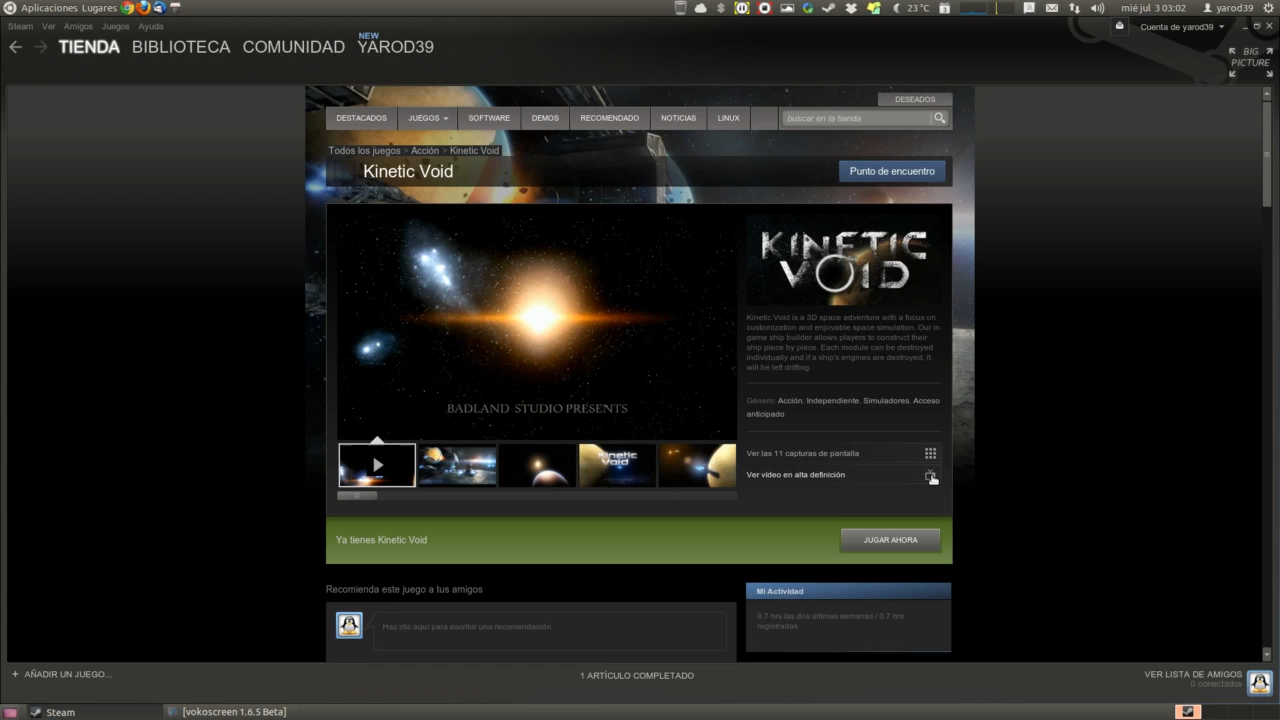 Aplicaciones Lugares
23 °C
mié jul 3 03:02
yarod39
Steam Ver Amigos Juegos Ayuda
Cuenta de yarod39
NEW
TIENDA BIBLIOTECA COMUNIDAD YAROD39
BIG
PICTURE
DESEADOS
DESTACADOS JUEGOS SOFTWARE DEMOS RECOMENDADO NOTICIAS LINUX buscar en la tienda
Todos los juegos > Acción > Kinetic Void
Kinetic Void
Punto de encuentro
BADLAND STUDIO PRESENTS
Kinetic
Void
KINETIC
VOID
Kinetic Void is a 3D space adventure with a focus on
customization and enjoyable space simulation. Our in
game ship builder allows players to construct their
ship piece by piece. Each module can be destroyed
individually and if a ship's engines are destroyed, it
will be left drifting.
Género: Acción, Independiente, Simuladores, Acceso
anticipado
Ver las 11 capturas de pantalla
Ver vídeo en alta definición
Ya tienes Kinetic Void
JUGAR AHORA
Recomienda este juego a tus amigos
Haz clic aquí para escribir una recomendación
Mi Actividad
0.7 hrs las dos últimas semanas / 0.7 hrs
registradas
+ AÑADIR UN JUEGO...
1 ARTÍCULO COMPLETADO
VER LISTA DE AMIGOS
0 conectados
Steam
[vokoscreen 1.6.5 Beta]